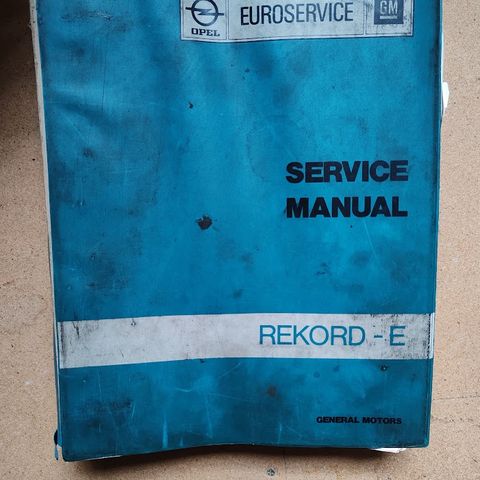 EUROSERVICE
OPEL
GM
SERVICE
MANUAL
REKORD - E
GENERAL MOTORS